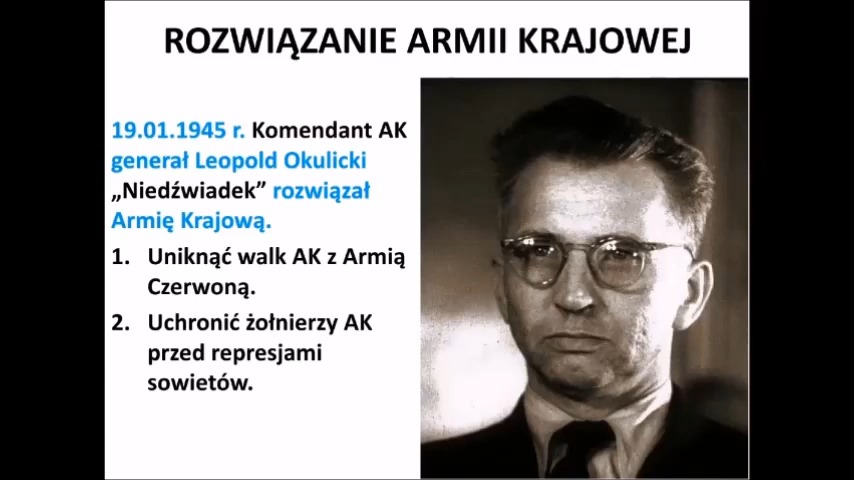 ROZWIĄZANIE ARMII KRAJOWEJ
19.01.1945 r. Komendant AK
generał Leopold Okulicki
„Niedźwiadek” rozwiązał
Armię Krajową.
1. Uniknąć walk AK z Armią
Czerwoną.
2. Uchronić żołnierzy AK
przed represjami
sowietów.